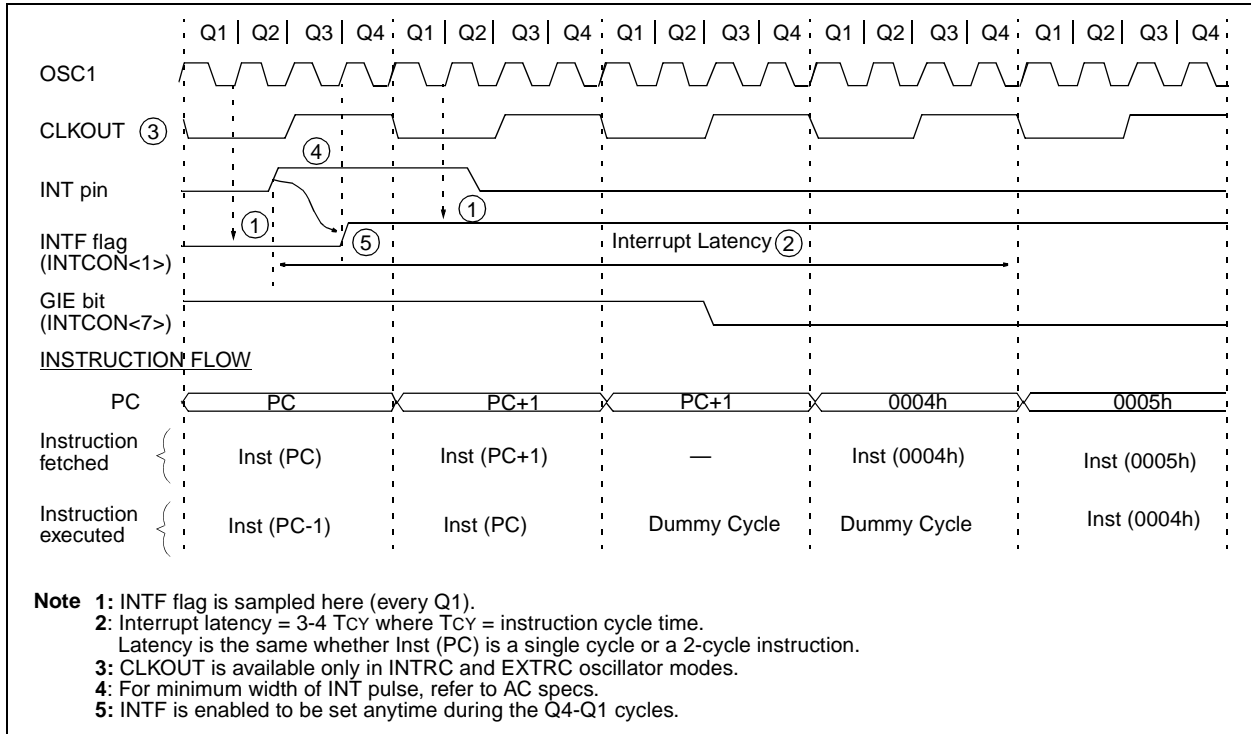 Q1 | Q2 | Q3 | Q4 Q1 | Q2 | Q3 | Q4 Q1 | Q2 | Q3 | Q4 Q1 | Q2 | Q3 | Q4 Q1 | Q2 | Q3 | Q4
OSC1
CLKOUT 3
4
INT pin
1 1
INTF flag
(INTCON<1>)
5
Interrupt Latency 2
GIE bit
(INTCON<7>)
INSTRUCTION FLOW
PC PC PC+1 PC+1 0004h 0005h
Instruction
fetched
Inst (PC) Inst (PC+1) — Inst (0004h) Inst (0005h)
Instruction
executed
Inst (PC-1) Inst (PC) Dummy Cycle Dummy Cycle Inst (0004h)
Note 1: INTF flag is sampled here (every Q1).
2: Interrupt latency = 3-4 TCY where TCY = instruction cycle time.
Latency is the same whether Inst (PC) is a single cycle or a 2-cycle instruction.
3: CLKOUT is available only in INTRC and EXTRC oscillator modes.
4: For minimum width of INT pulse, refer to AC specs.
5: INTF is enabled to be set anytime during the Q4-Q1 cycles.